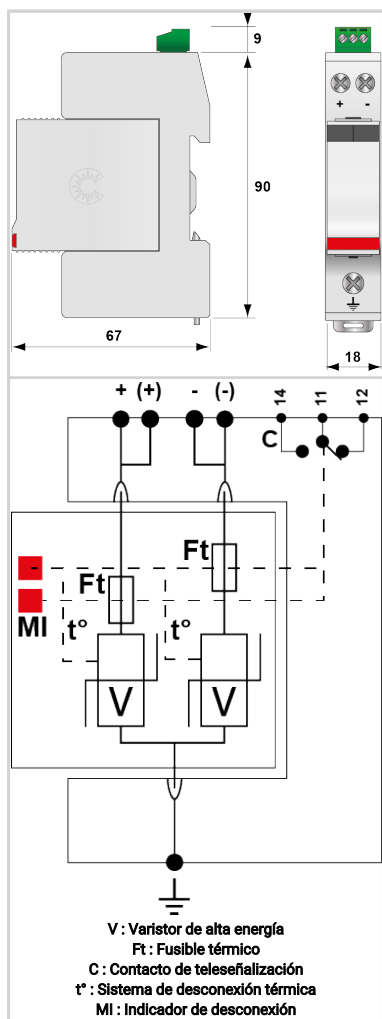 9
90
67
+ -
18
+ (+) - (-) 14 11 12
C
Ft
- Ft
MI t° t°
V V
V : Varistor de alta energía
Ft : Fusible térmico
C : Contacto de teleseñalización
t° : Sistema de desconexión térmica
MI : Indicador de desconexión